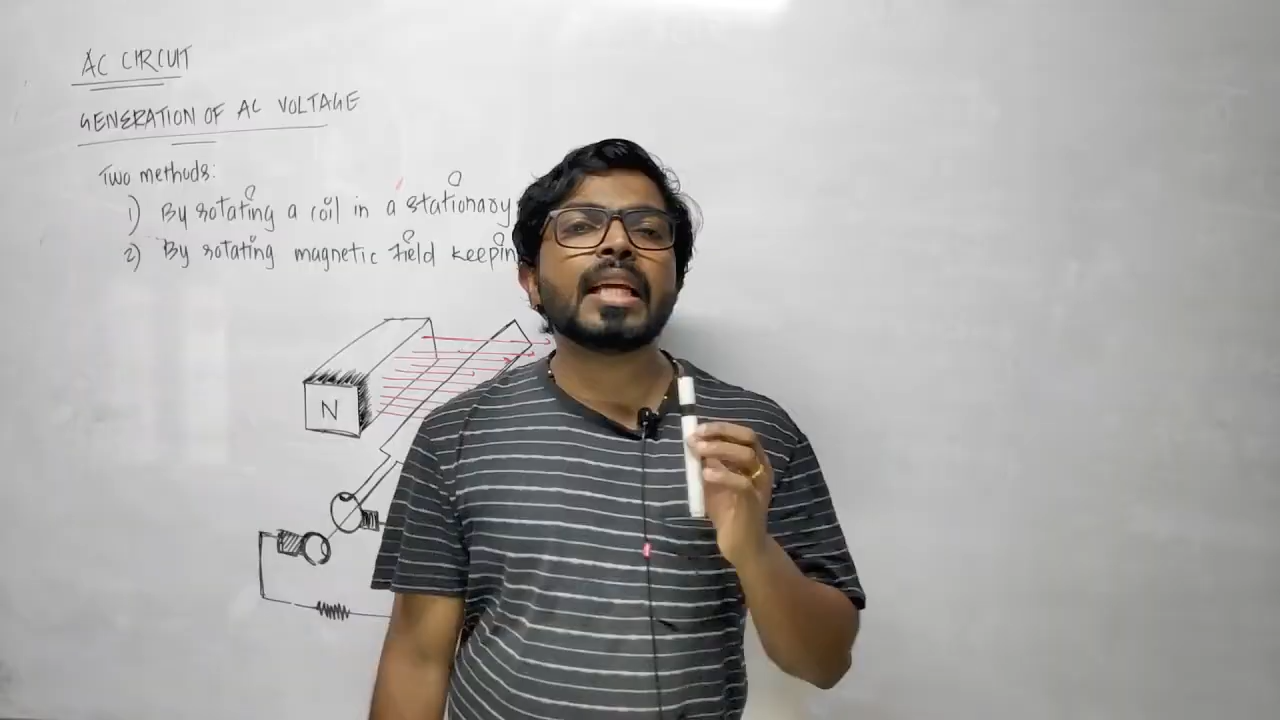 AC CIRCUIT
GENERATION OF AC VOLTAGE
Two methods:
1) By rotating a coil in a stationary
2) By rotating magnetic field keepin
N